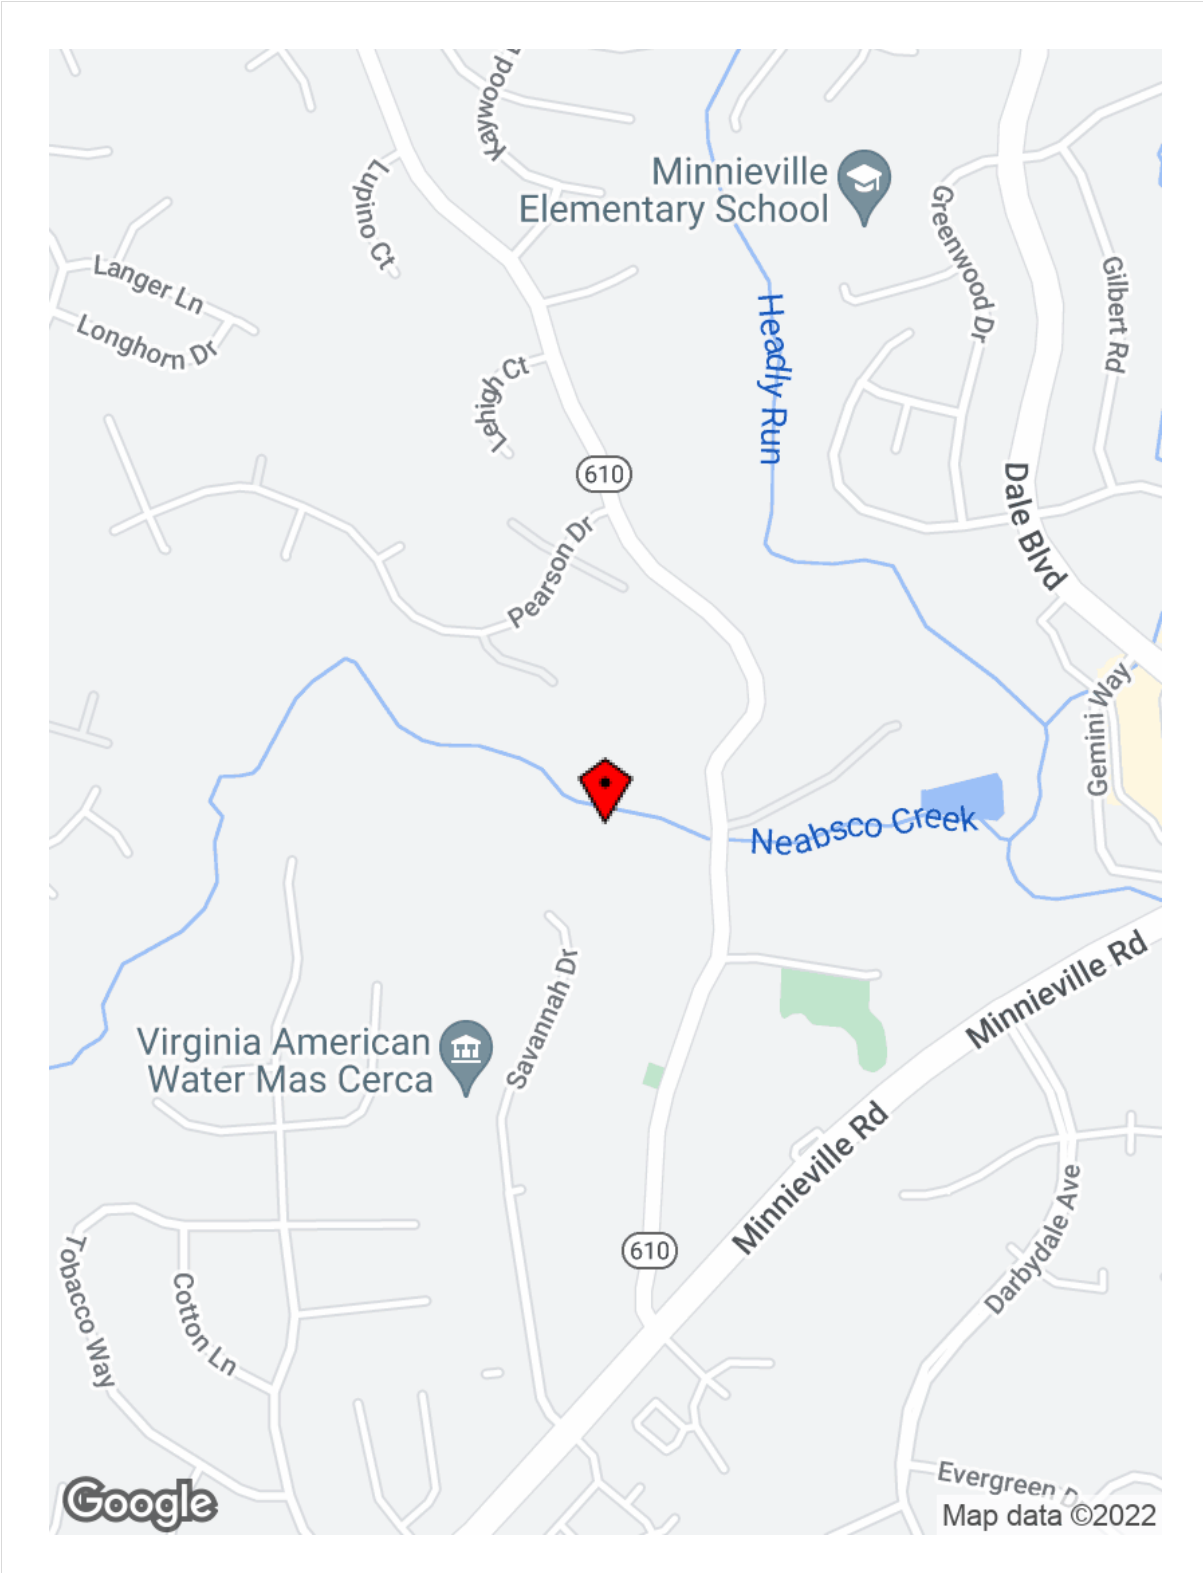 Kaywood
Minnieville
Elementary School
Lupino Ct
Greenwood Dr
Gilbert Rd
Langer Ln
Longhorn Dr
Headly Run
Lehigh Ct
610
Dale Blvd
Pearson Dr
Gemini Way
Neabsco Creek
Minnieville Rd
Savannah Dr
Virginia American
Water Mas Cerca
Minnieville Rd
Darbydale Ave
610
Tobacco Way
Cotton Ln
Evergreen D
Google
Map data ©2022